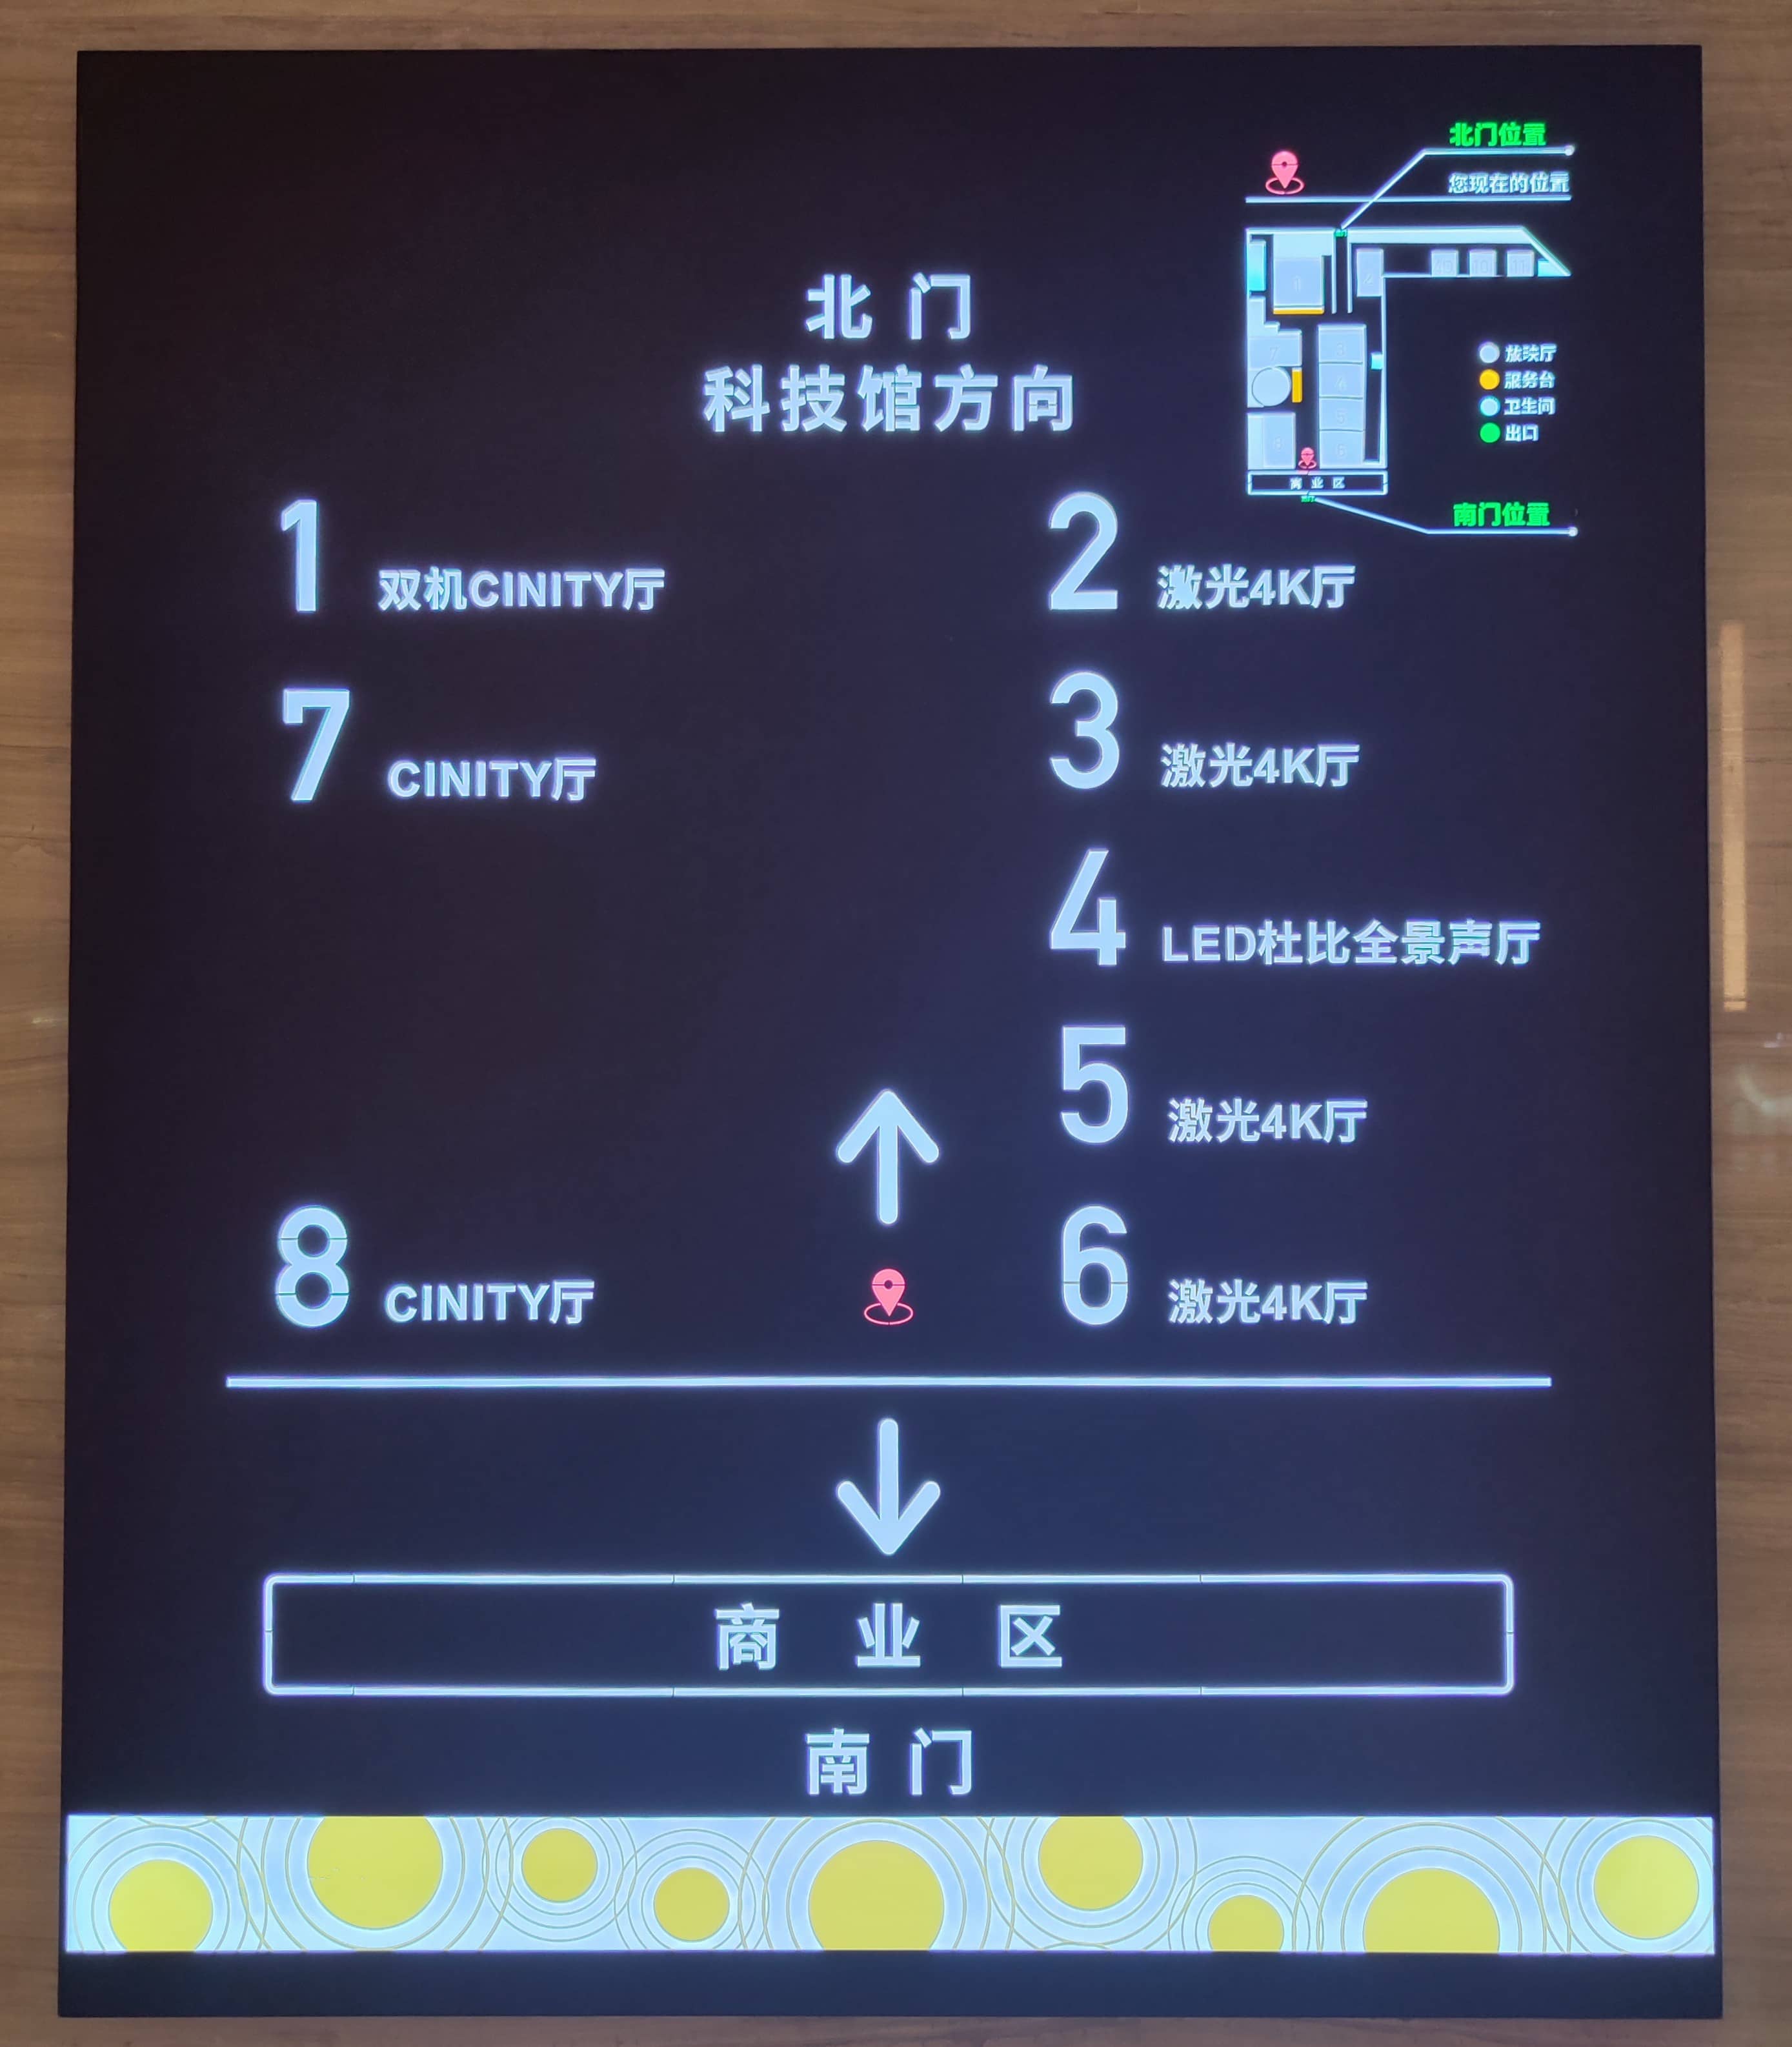 北门位置
您现在的位置
北门
科技馆方向
放映厅
服务台
卫生间
出口
商业区
南门位置
1 双机CINITY厅
2 激光4K厅
7 CINITY厅
3 激光4K厅
4 LED杜比全景声厅
5 激光4K厅
8 CINITY厅
6 激光4K厅
商业区
南门